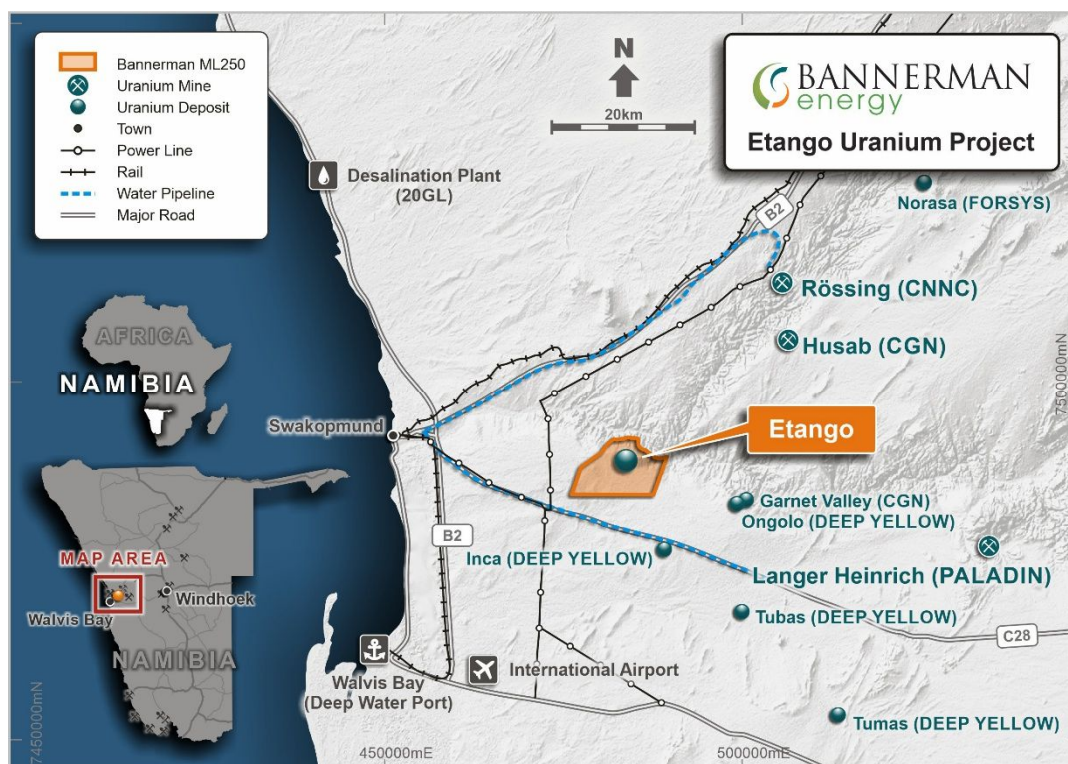 Bannerman ML250
Uranium Mine
Uranium Deposit
Town
Power Line
Rail
Water Pipeline
Major Road
N
20km
BANNERMAN
energy
Etango Uranium Project
Desalination Plant
(20GL)
B2
Norasa (FORSYS)
Rössing (CNNC)
Husab (CGN)
7500000mN
AFRICA
NAMIBIA
Swakopmund
Etango
Garnet Valley (CGN)
Ongolo (DEEP YELLOW)
B2
Inca (DEEP YELLOW)
Langer Heinrich (PALADIN)
MAP AREA
Windhoek
Walvis Bay
NAMIBIA
Tubas (DEEP YELLOW)
C28
Walvis Bay
(Deep Water Port)
International Airport
Tumas (DEEP YELLOW)
7450000mN
450000mE
500000mE